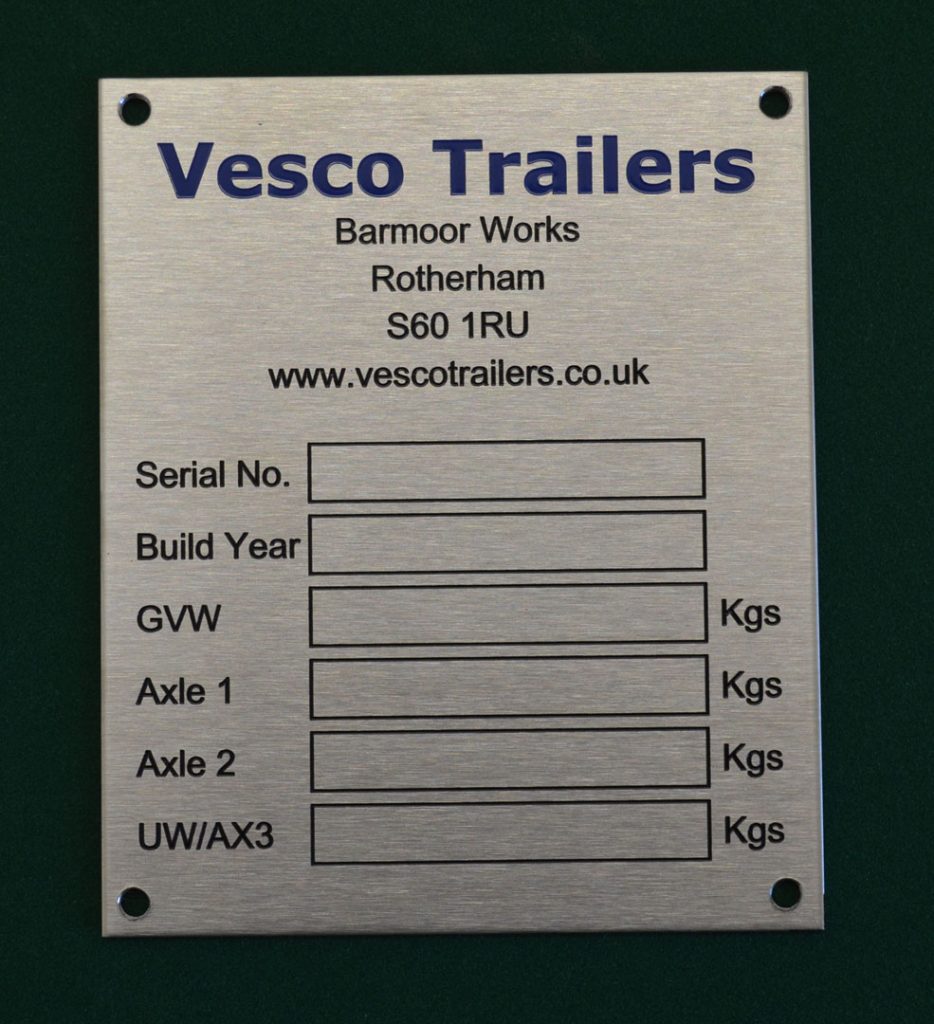 Vesco Trailers
Barmoor Works
Rotherham
S60 1RU
www.vescotrailers.co.uk
Serial No.
Build Year
GVW Kgs
Axle 1 Kgs
Axle 2 Kgs
UW/AX3 Kgs